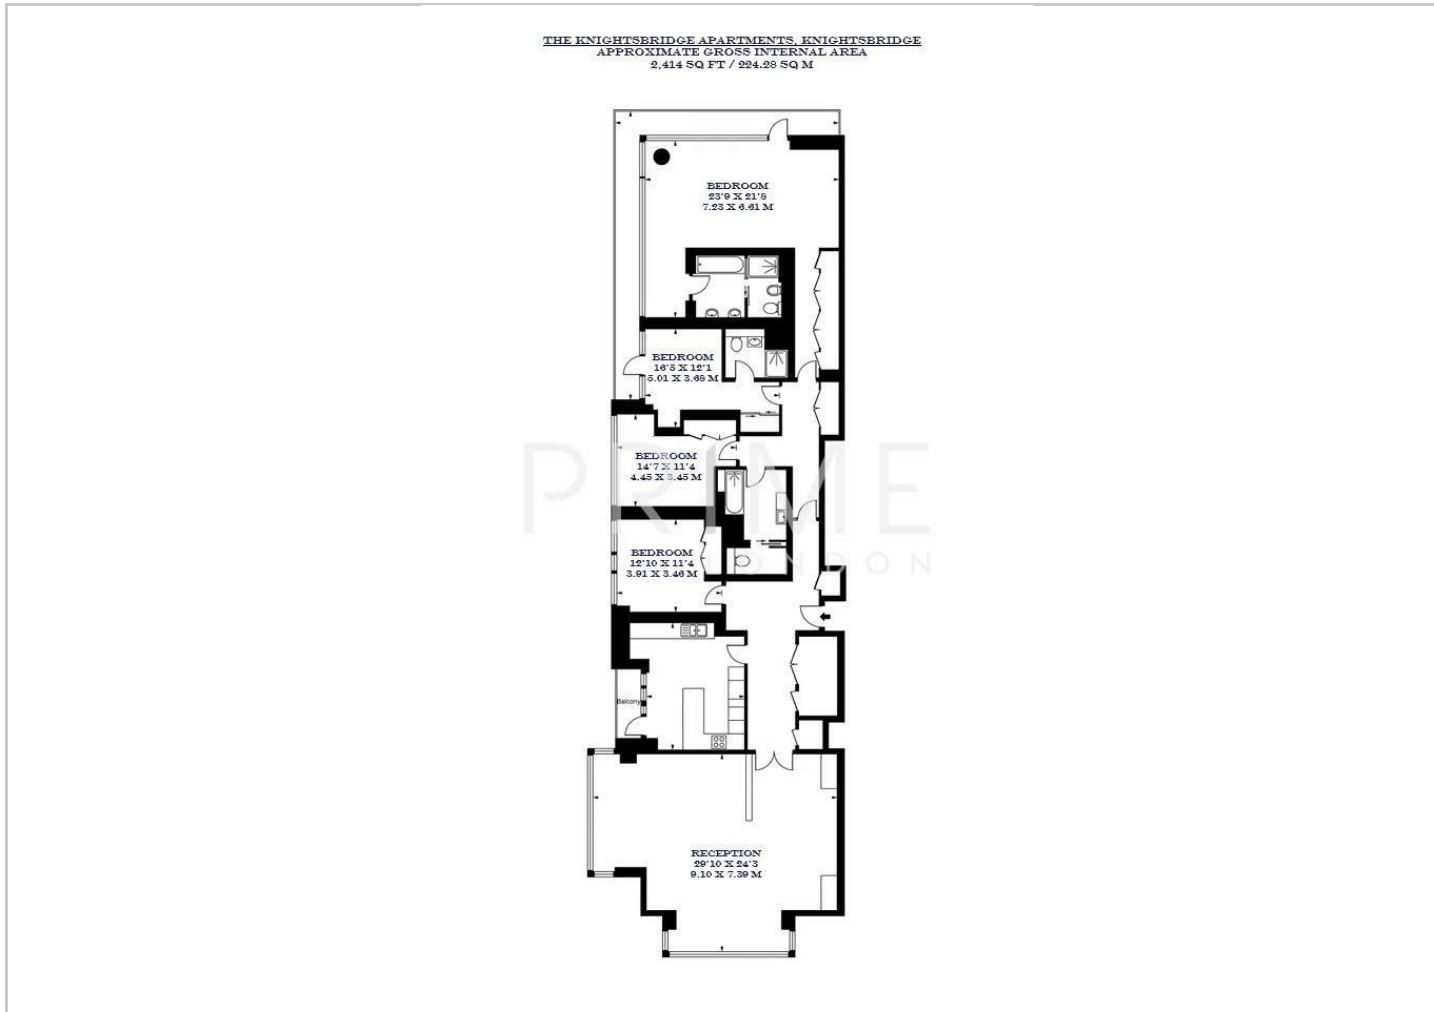 THE KNIGHTSBRIDGE APARTMENTS, KNIGHTSBRIDGE
APPROXIMATE GROSS INTERNAL AREA
2,414 SQ FT / 224.28 SQ M
BEDROOM
23'9 X 21'8
7.23 X 6.61 M
BEDROOM
16'5 X 12'1
5.01 X 3.68 M
BEDROOM
14'7 X 11'4
4.45 X 3.45 M
PRIME
LONDON
BEDROOM
12'10 X 11'4
3.91 X 3.46 M
Balcony
RECEPTION
29'10 X 24'3
9.10 X 7.39 M